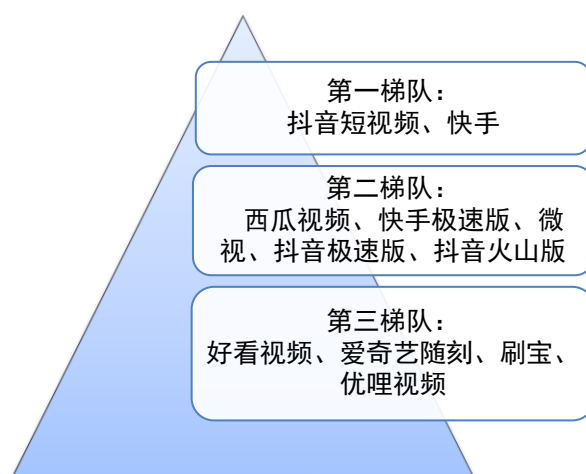 第一梯队：
抖音短视频、快手
第二梯队：
西瓜视频、快手极速版、微
视、抖音极速版、抖音火山版
第三梯队：
好看视频、爱奇艺随刻、刷宝、
优哩视频